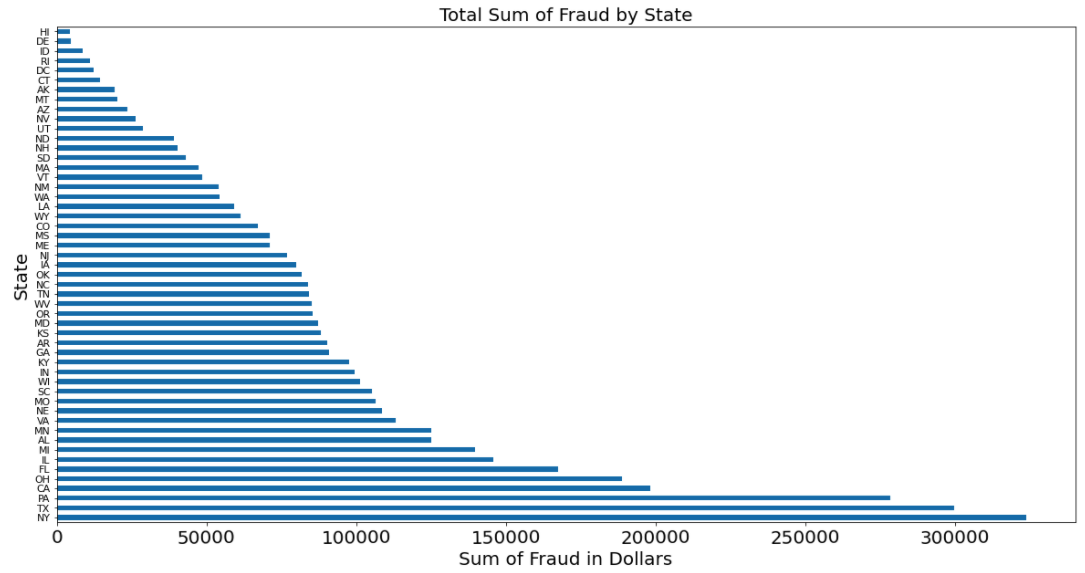 Total Sum of Fraud by State
HI
DE
ID
RI
DC
CT
AK
MT
AZ
NV
UT
ND
NH
SD
MA
VT
NM
WA
LA
WY
CO
MS
ME
NJ
IA
OK
NC
TN
WV
OR
MD
KS
AR
GA
KY
IN
WI
SC
MO
NE
VA
MN
AL
MI
IL
FL
OH
CA
PA
TX
NY
State
0 50000 100000 150000 200000 250000 300000
Sum of Fraud in Dollars